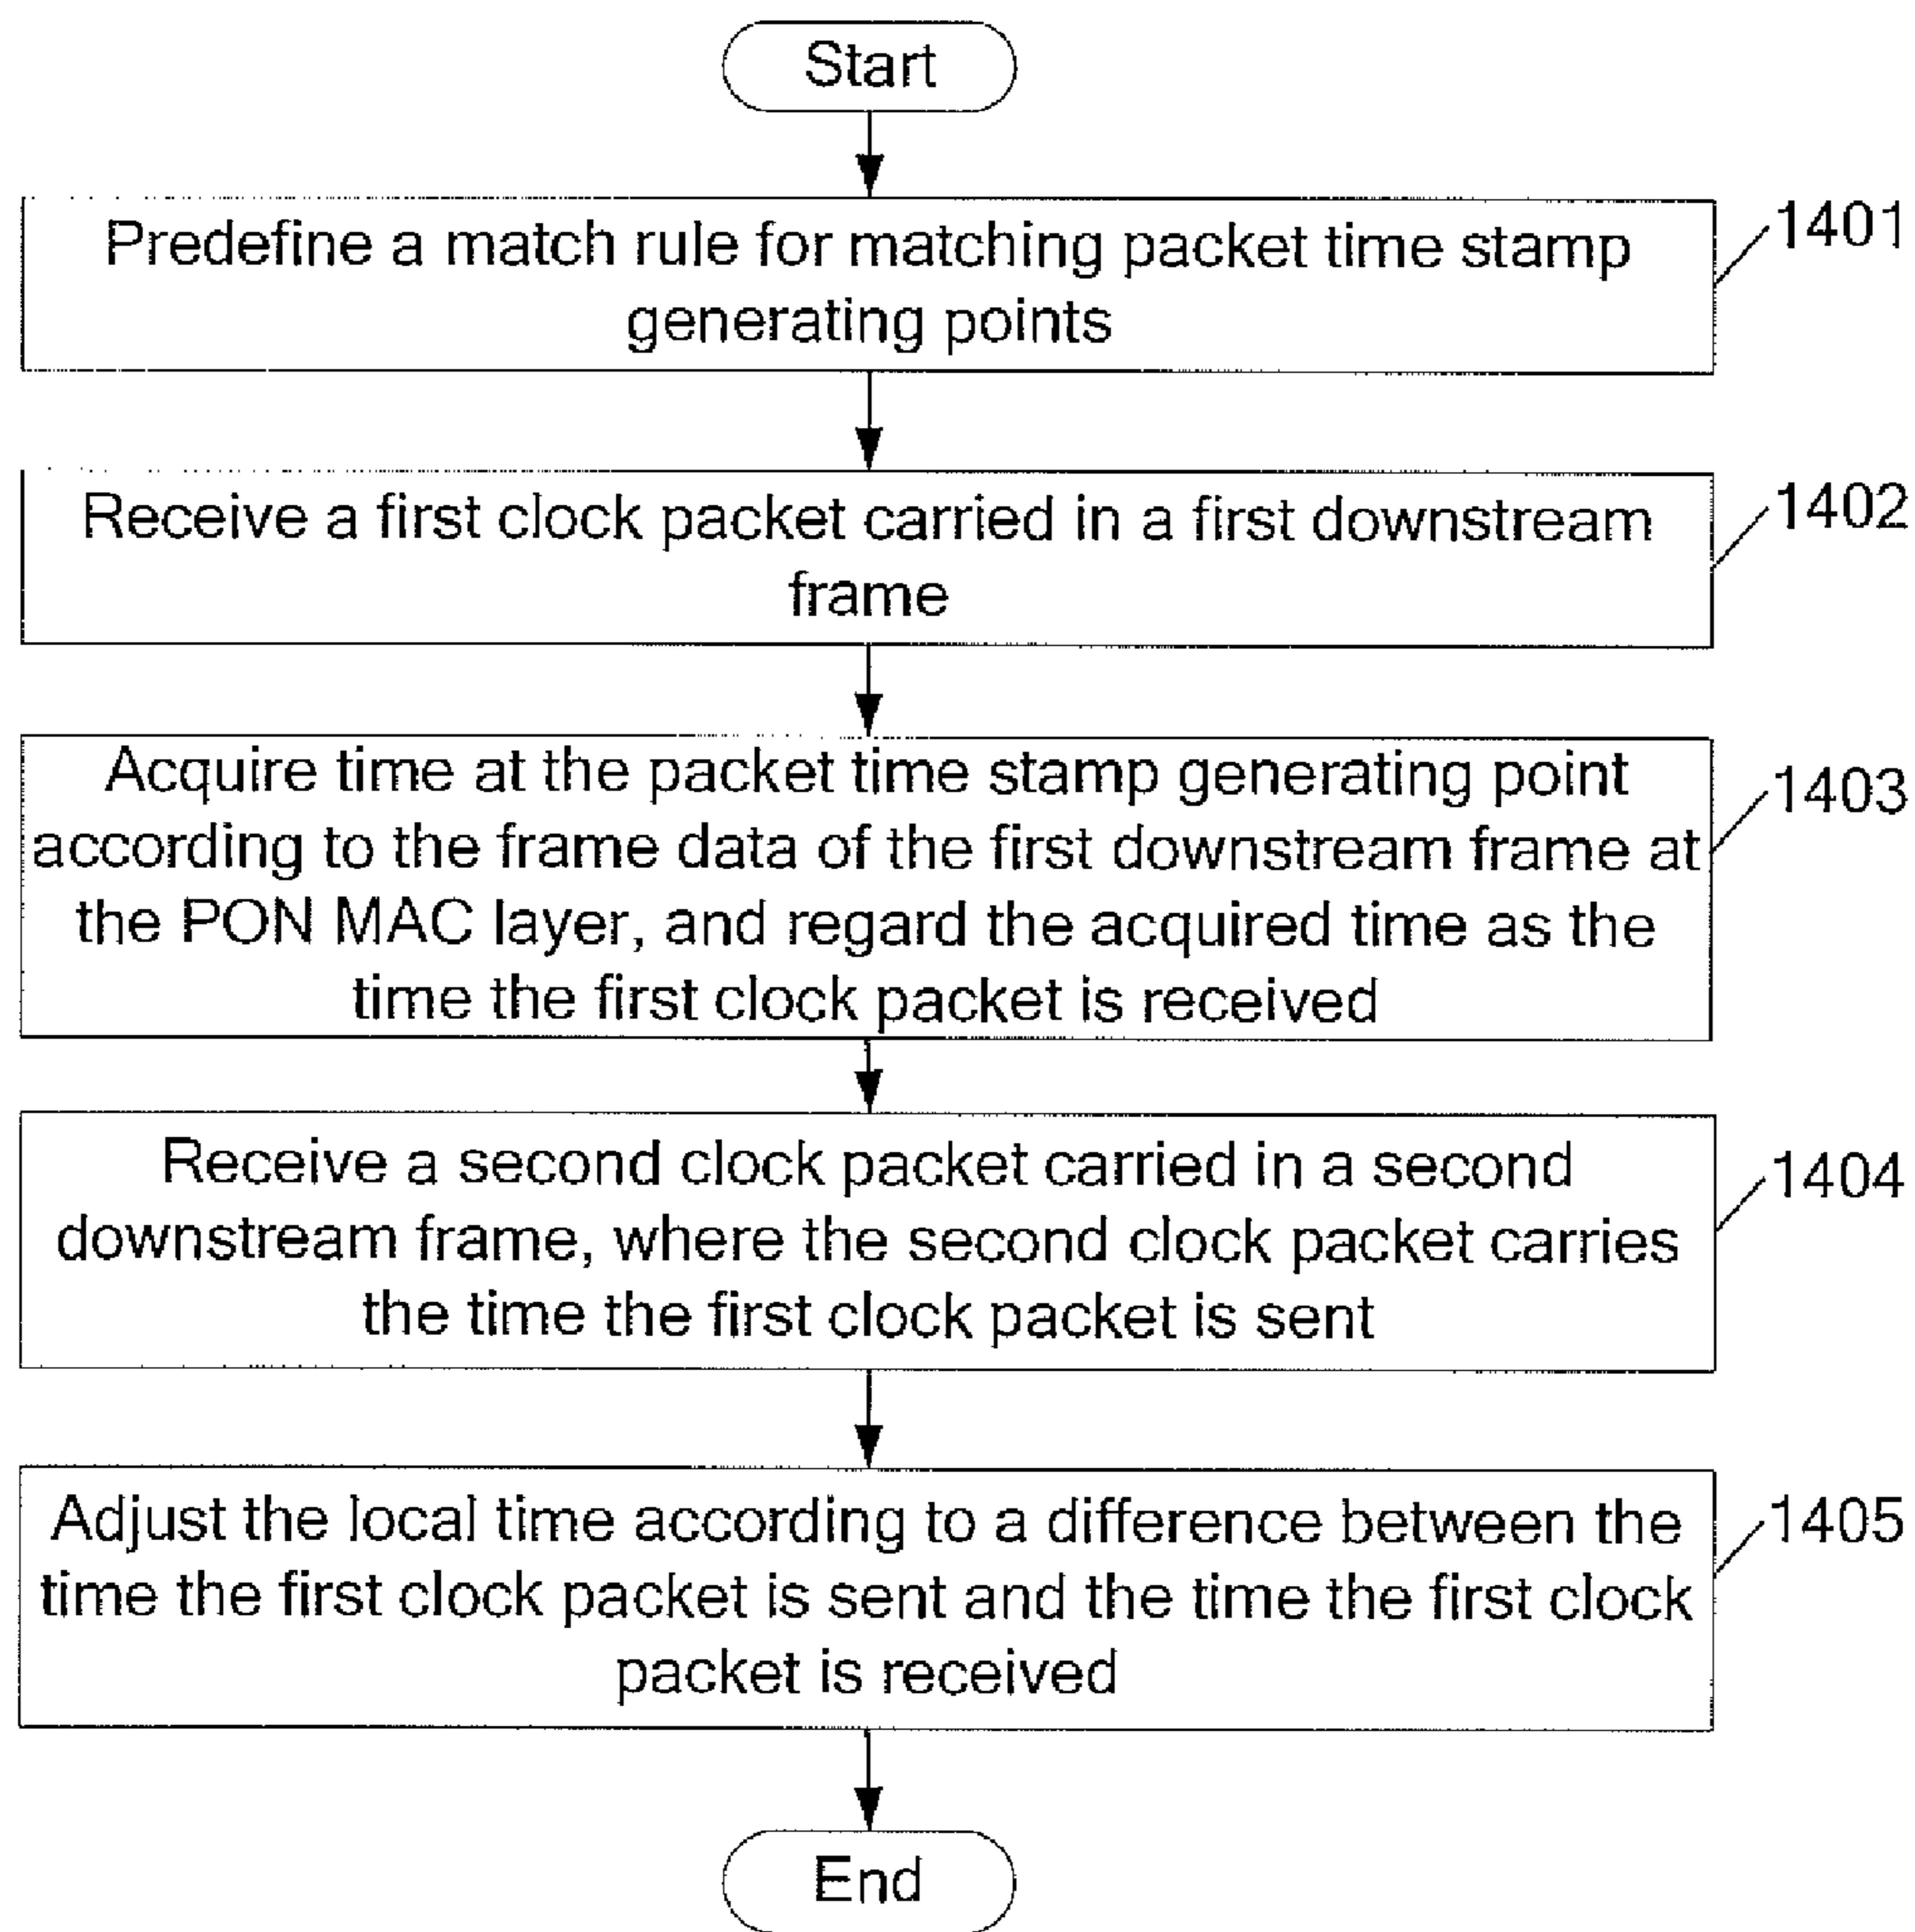 Start
Predefine a match rule for matching packet time stamp
generating points
1401
Receive a first clock packet carried in a first downstream
frame
1402
Acquire time at the packet time stamp generating point
according to the frame data of the first downstream frame at
the PON MAC layer, and regard the acquired time as the
time the first clock packet is received
1403
Receive a second clock packet carried in a second
downstream frame, where the second clock packet carries
the time the first clock packet is sent
1404
Adjust the local time according to a difference between the
time the first clock packet is sent and the time the first clock
packet is received
1405
End